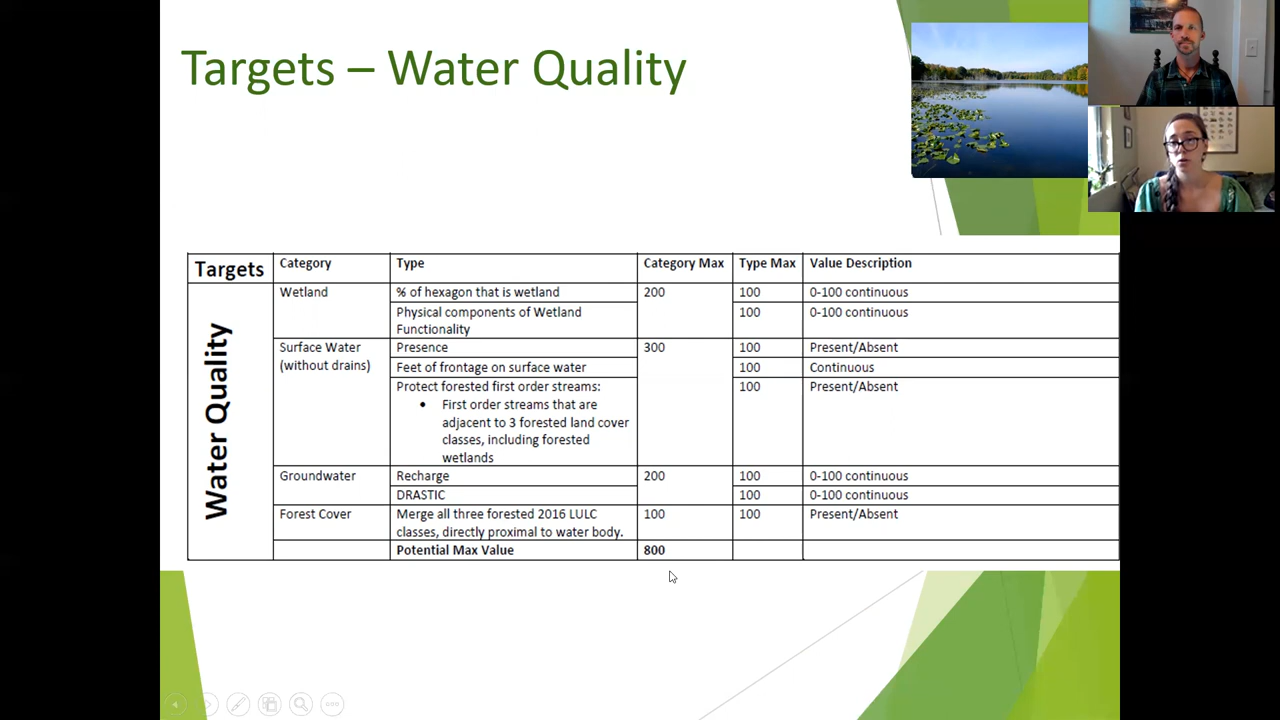 Targets – Water Quality
Targets
Category
Type
Category Max
Type Max
Value Description
Water Quality
Wetland
% of hexagon that is wetland
200
100
0-100 continuous
Physical components of Wetland
Functionality
100
0-100 continuous
Surface Water
(without drains)
Presence
300
100
Present/Absent
Feet of frontage on surface water
100
Continuous
Protect forested first order streams:
• First order streams that are
adjacent to 3 forested land cover
classes, including forested
wetlands
100
Present/Absent
Groundwater
Recharge
200
100
0-100 continuous
DRASTIC
100
0-100 continuous
Forest Cover
Merge all three forested 2016 LULC
classes, directly proximal to water body.
100
100
Present/Absent
Potential Max Value
800